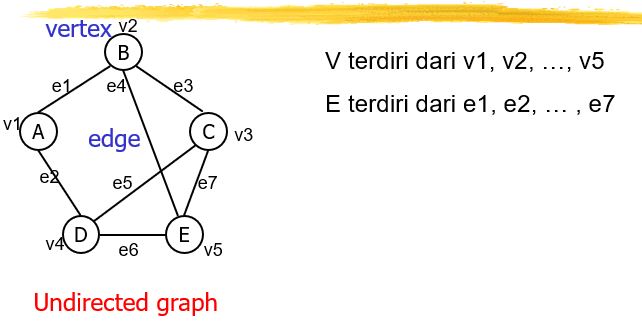 vertex v2
B
e1 e4 e3
v1 A
edge
C v3
e2 e5 e7
v4 D
E v5
e6
Undirected graph
V terdiri dari v1, v2, …, v5
E terdiri dari e1, e2, … , e7